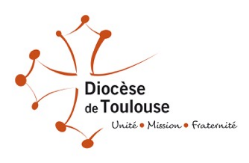 Diocèse
de Toulouse
Unité • Mission • Fraternité